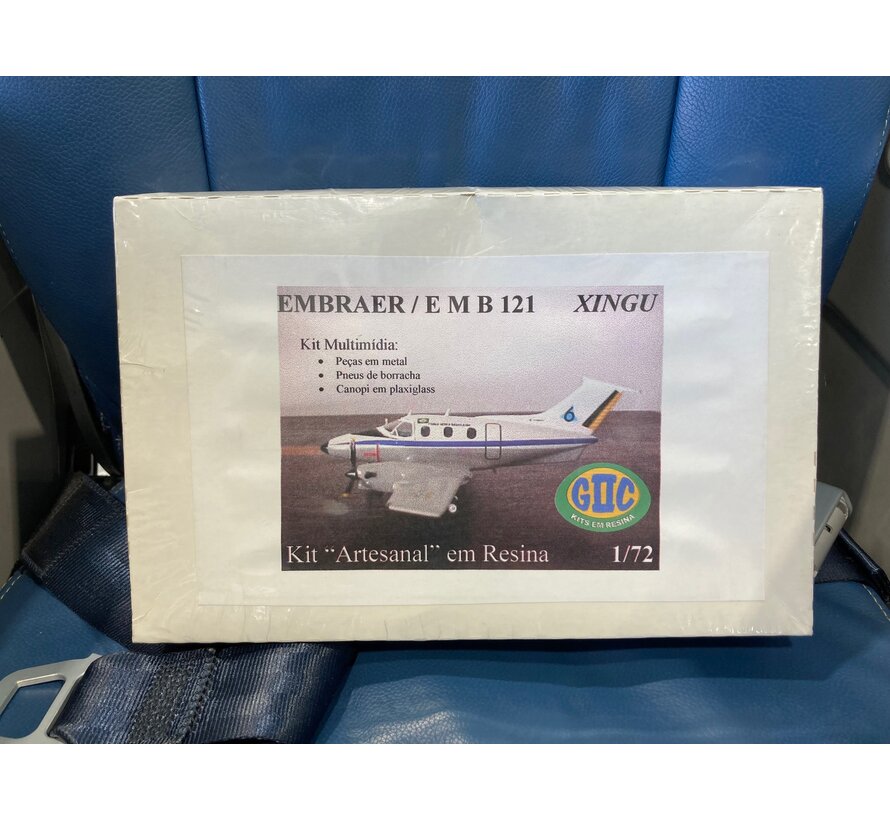 EMBRAER / E M B 121 XINGU
Kit Multimídia:
• Peças em metal
• Pneus de borracha
• Canopi em plaxiglass
GIIC
KITS EM RESINA
Kit “Artesanal” em Resina 1/72